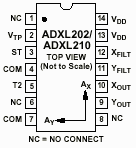 NC 1 14 VDD
VTP 2 13 VDD
ADXL202/
ADXL210
TOP VIEW
(Not to Scale)
ST 3 12 XFILT
COM 4 11 YFILT
T2 5 10 XOUT
AX
NC 6 9 YOUT
COM 7 AY 8 NC
NC = NO CONNECT